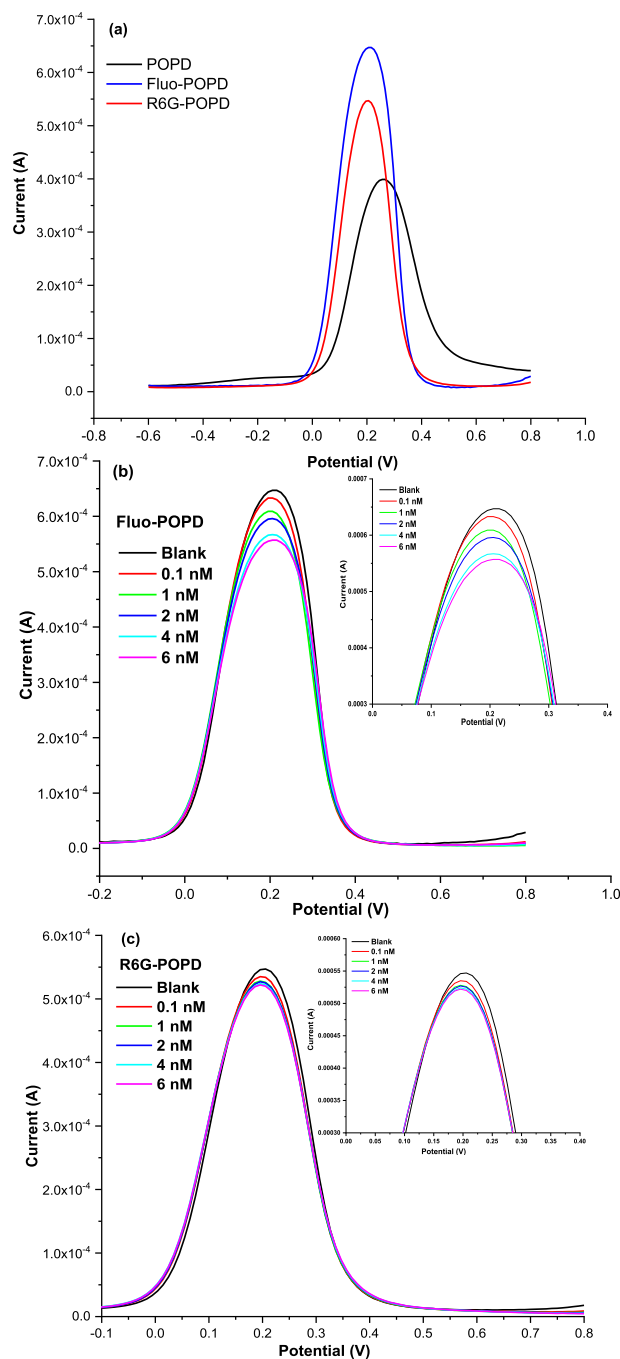 (a)
POPD
Fluo-POPD
R6G-POPD
7.0x10⁻⁴
6.0x10⁻⁴
5.0x10⁻⁴
4.0x10⁻⁴
3.0x10⁻⁴
2.0x10⁻⁴
1.0x10⁻⁴
0.0
Current (A)
-0.8 -0.6 -0.4 -0.2 0.0 0.2 0.4 0.6 0.8 1.0
Potential (V)
(b)
Fluo-POPD
Blank
0.1 nM
1 nM
2 nM
4 nM
6 nM
7.0x10⁻⁴
6.0x10⁻⁴
5.0x10⁻⁴
4.0x10⁻⁴
3.0x10⁻⁴
2.0x10⁻⁴
1.0x10⁻⁴
0.0
Current (A)
-0.2 0.0 0.2 0.4 0.6 0.8 1.0
Potential (V)
Blank
0.1 nM
1 nM
2 nM
4 nM
6 nM
0.0007
0.0006
0.0005
0.0004
0.0003
Current (A)
0.0 0.1 0.2 0.3 0.4
Potential (V)
(c)
R6G-POPD
Blank
0.1 nM
1 nM
2 nM
4 nM
6 nM
6.0x10⁻⁴
5.0x10⁻⁴
4.0x10⁻⁴
3.0x10⁻⁴
2.0x10⁻⁴
1.0x10⁻⁴
0.0
Current (A)
-0.1 0.0 0.1 0.2 0.3 0.4 0.5 0.6 0.7 0.8
Potential (V)
Blank
0.1 nM
1 nM
2 nM
4 nM
6 nM
0.00060
0.00055
0.00050
0.00045
0.00040
0.00035
0.00030
Current (A)
0.00 0.05 0.10 0.15 0.20 0.25 0.30 0.35 0.40
Potential (V)